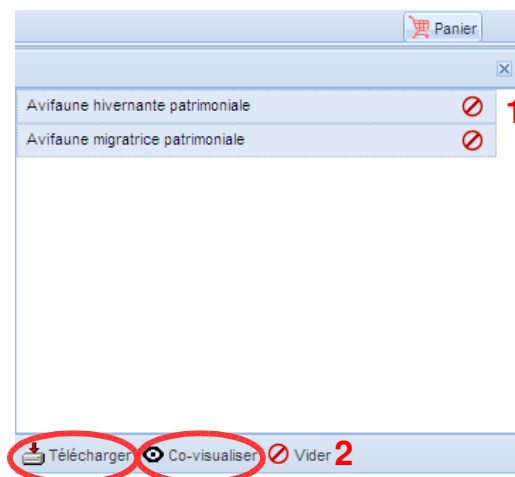 Panier
Avifaune hivernante patrimoniale 1
Avifaune migratrice patrimoniale
Télécharger Co-visualiser Vider 2